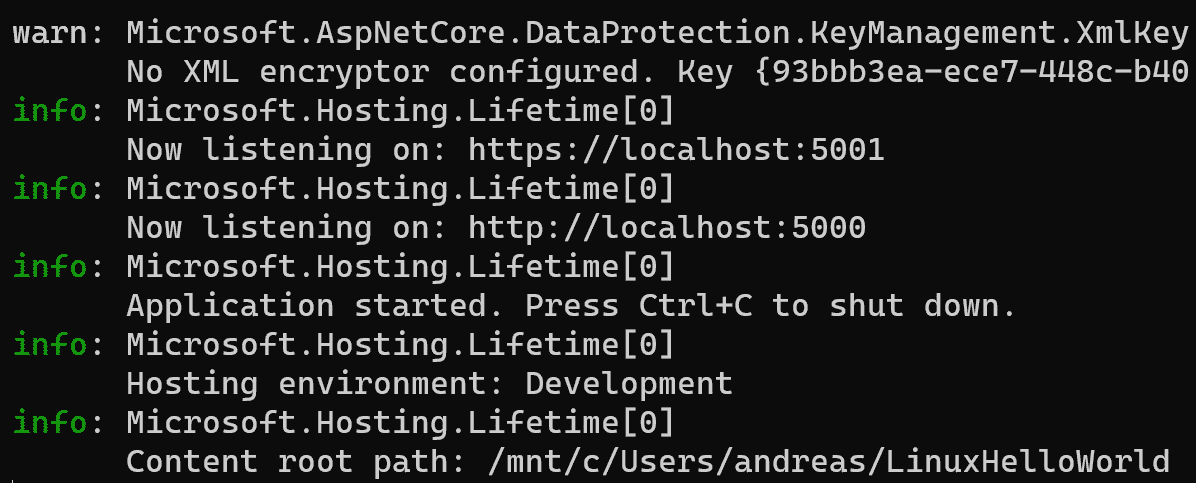 warn: Microsoft.AspNetCore.DataProtection.KeyManagement.XmlKey
No XML encryptor configured. Key {93bbb3ea-ece7-448c-b40
info: Microsoft.Hosting.Lifetime[0]
Now listening on: https://localhost:5001
info: Microsoft.Hosting.Lifetime[0]
Now listening on: http://localhost:5000
info: Microsoft.Hosting.Lifetime[0]
Application started. Press Ctrl+C to shut down.
info: Microsoft.Hosting.Lifetime[0]
Hosting environment: Development
info: Microsoft.Hosting.Lifetime[0]
Content root path: /mnt/c/Users/andreas/LinuxHelloWorld